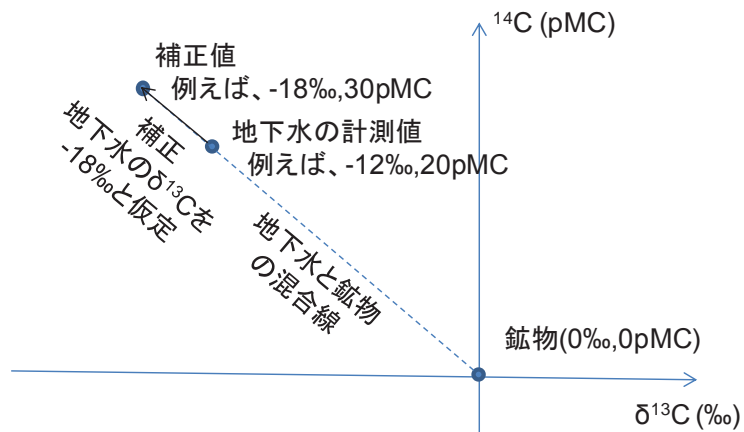 ¹⁴C (pMC)
補正値
例えば、-18‰,30pMC
地下水の計測値
例えば、-12‰,20pMC
補正
地下水のδ¹³Cを
-18‰と仮定
地下水と鉱物
の混合線
鉱物(0‰,0pMC)
δ¹³C (‰)